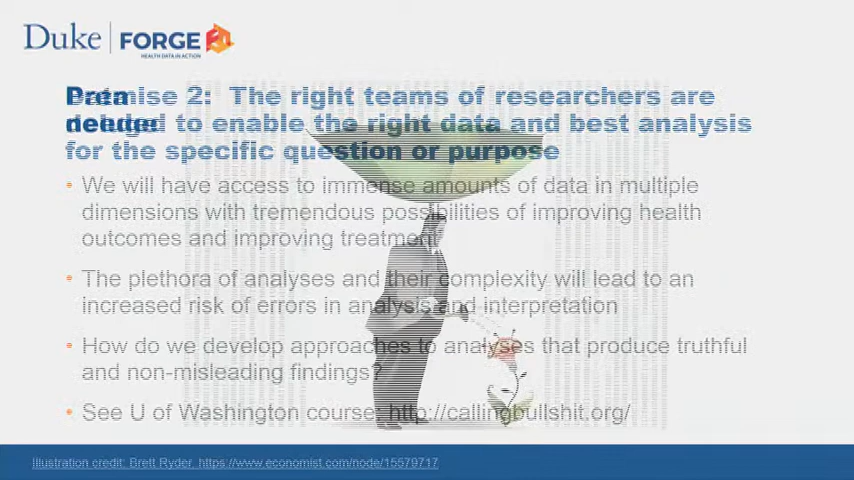 Duke FORGE
HEALTH DATA IN ACTION
Data
deluge
Premise 2: The right teams of researchers are
needed to enable the right data and best analysis
for the specific question or purpose
• We will have access to immense amounts of data in multiple
dimensions with tremendous possibilities of improving health
outcomes and improving treatment
• The plethora of analyses and their complexity will lead to an
increased risk of errors in analysis and interpretation
• How do we develop approaches to analyses that produce truthful
and non-misleading findings?
• See U of Washington course: http://callingbullshit.org/
Illustration credit: Brett Ryder, https://www.economist.com/node/15579717